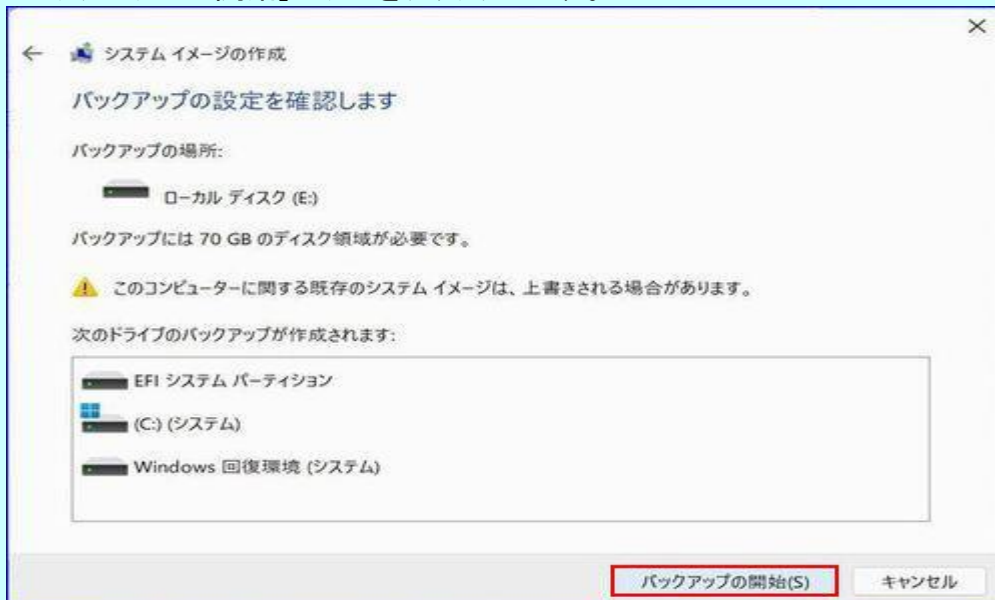 システム イメージの作成
バックアップの設定を確認します
バックアップの場所:
ローカル ディスク (E:)
バックアップには 70 GB のディスク領域が必要です。
このコンピューターに関する既存のシステム イメージは、上書きされる場合があります。
次のドライブのバックアップが作成されます:
EFI システム パーティション
(C:) (システム)
Windows 回復環境 (システム)
バックアップの開始(S) キャンセル